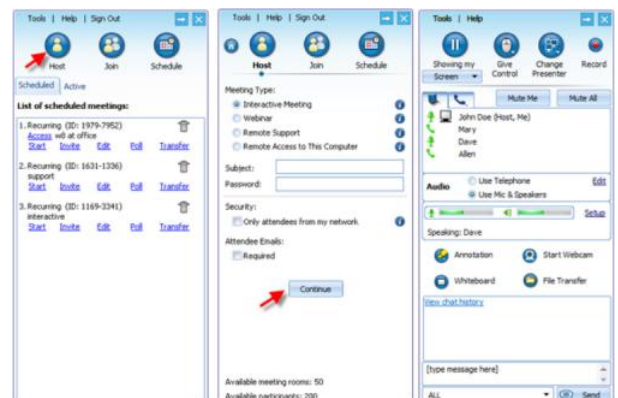 Tools | Help | Sign Out
Host Join Schedule
Scheduled Active
List of scheduled meetings:
1. Recurring (ID: 1979-7952)
Access w8 at office
Start Invite Edit Poll Transfer
2. Recurring (ID: 1631-1336)
support
Start Invite Edit Poll Transfer
3. Recurring (ID: 1169-3341)
interactive
Start Invite Edit Poll Transfer
Tools | Help | Sign Out
Host Join Schedule
Meeting Type:
Interactive Meeting
Webinar
Remote Support
Remote Access to This Computer
Subject:
Password:
Security:
Only attendees from my network
Attendee Emails:
Required
Continue
Available meeting rooms: 50
Available participants: 200
Tools | Help
Showing my Give Change Record
Screen Control Presenter
Mute Me Mute All
John Doe (Host, Me)
Mary
Dave
Allen
Use Telephone Edit
Audio
Use Mic & Speakers
Setup
Speaking: Dave
Annotation Start Webcam
Whiteboard File Transfer
View chat history
[type message here]
ALL Send